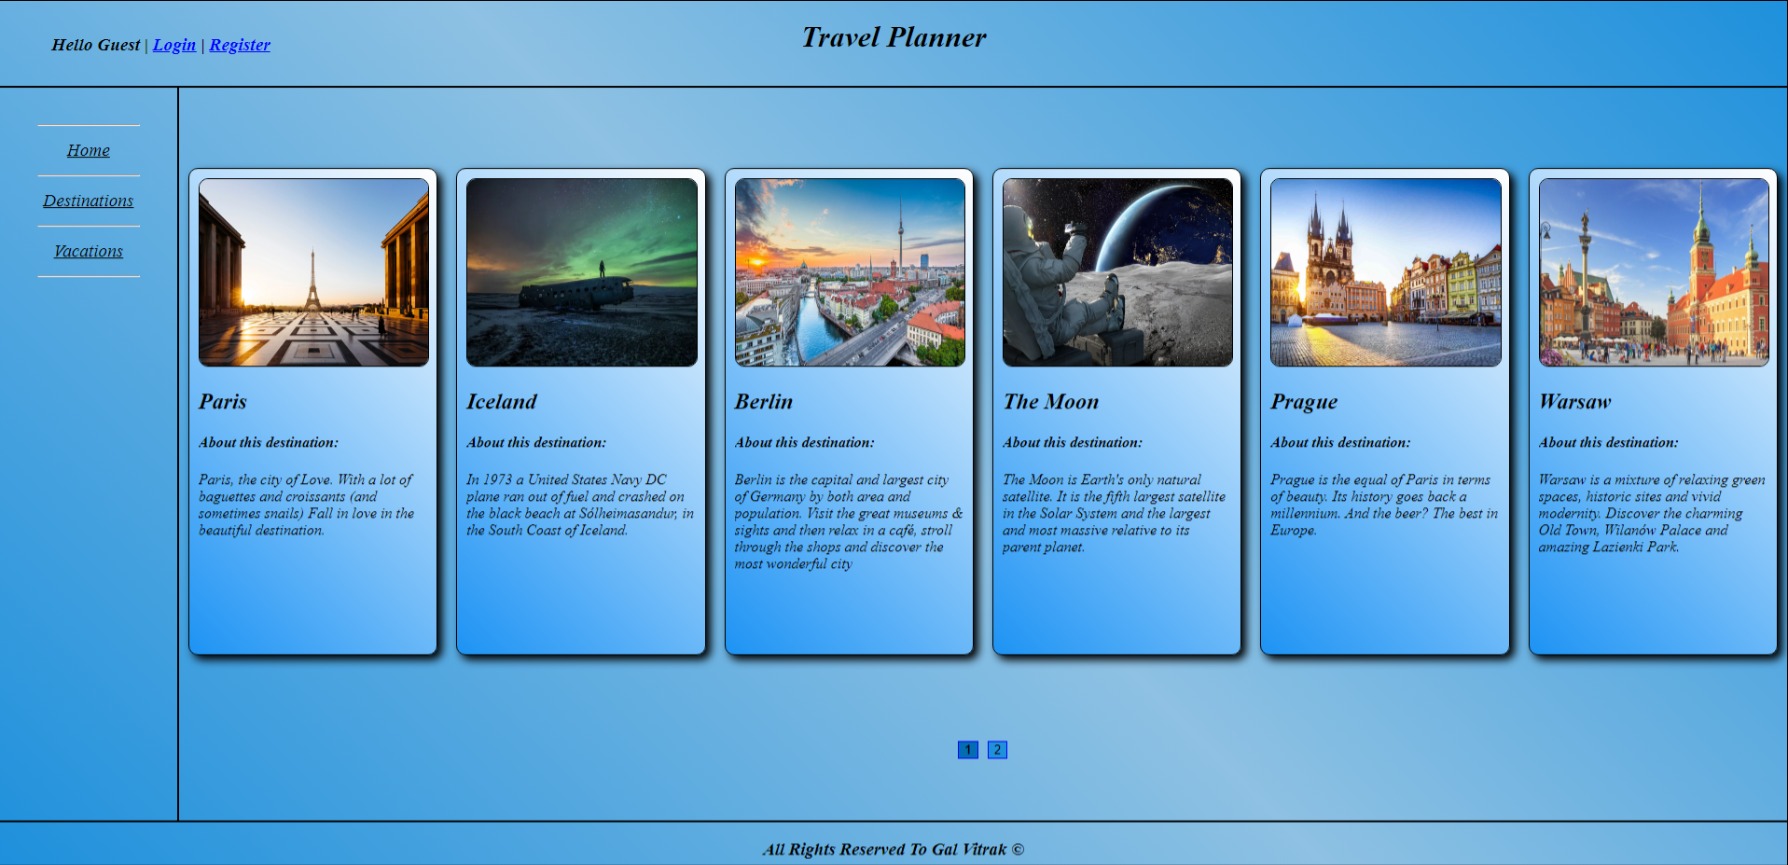 Hello Guest | Login | Register
Travel Planner
Home
Destinations
Vacations
Paris
About this destination:
Paris, the city of Love. With a lot of
baguettes and croissants (and
sometimes snails) Fall in love in the
beautiful destination.
Iceland
About this destination:
In 1973 a United States Navy DC
plane ran out of fuel and crashed on
the black beach at Sólheimasandur, in
the South Coast of Iceland.
Berlin
About this destination:
Berlin is the capital and largest city
of Germany by both area and
population. Visit the great museums &
sights and then relax in a café, stroll
through the shops and discover the
most wonderful city
The Moon
About this destination:
The Moon is Earth's only natural
satellite. It is the fifth largest satellite
in the Solar System and the largest
and most massive relative to its
parent planet.
Prague
About this destination:
Prague is the equal of Paris in terms
of beauty. Its history goes back a
millennium. And the beer? The best in
Europe.
Warsaw
About this destination:
Warsaw is a mixture of relaxing green
spaces, historic sites and vivid
modernity. Discover the charming
Old Town, Wilanów Palace and
amazing Lazienki Park.
1 2
All Rights Reserved To Gal Vitrak ©